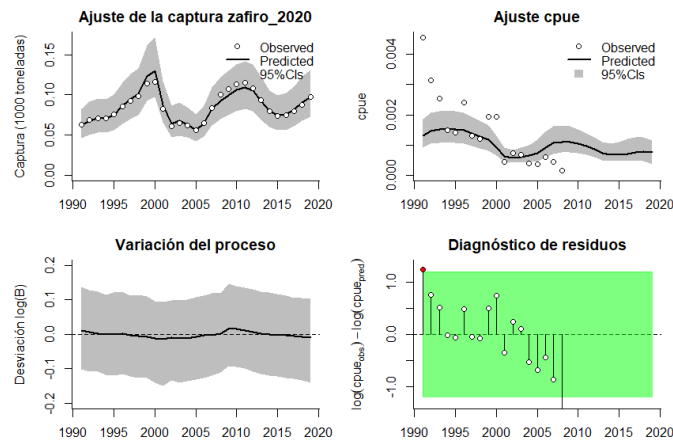 Ajuste de la captura zafiro_2020
Captura (1000 toneladas)
0.00 0.05 0.10 0.15
Observed
Predicted
95%CIs
1990 1995 2000 2005 2010 2015 2020
Ajuste cpue
cpue
0.000 0.002 0.004
Observed
Predicted
95%CIs
1990 1995 2000 2005 2010 2015 2020
Variación del proceso
Desviación log(B)
-0.2 -0.1 0.0 0.1 0.2
1990 1995 2000 2005 2010 2015 2020
Diagnóstico de residuos
log(cpue_obs) − log(cpue_pred)
-1.0 0.0 1.0
1990 1995 2000 2005 2010 2015 2020